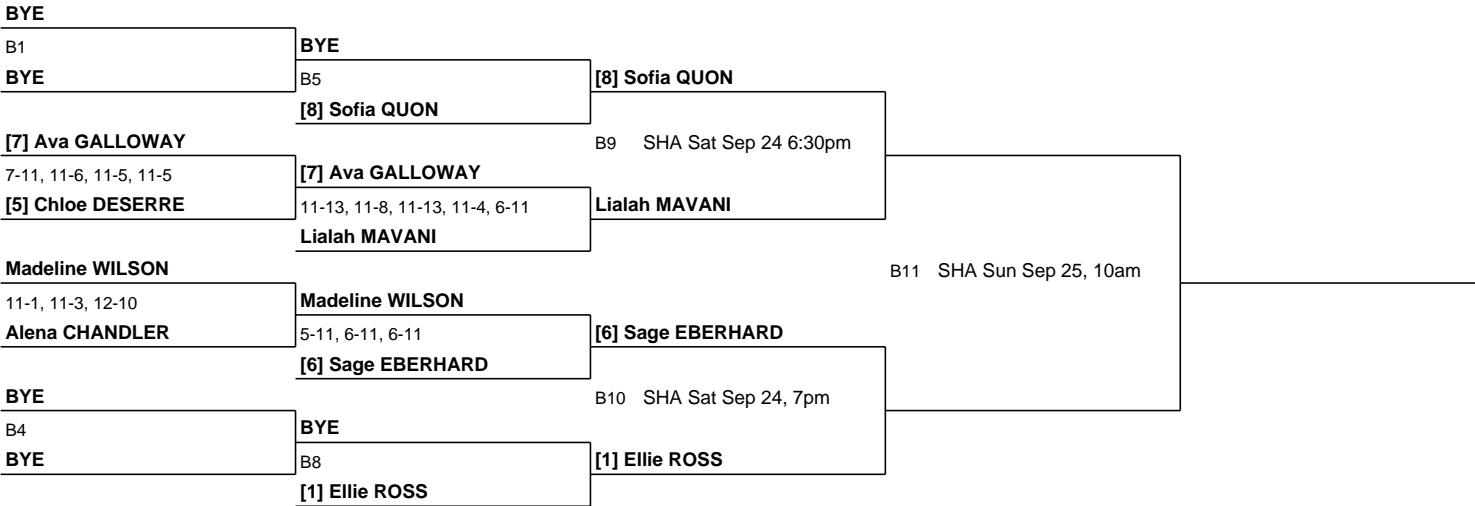 BYE
B1
BYE
BYE
B5
[8] Sofia QUON
[8] Sofia QUON
[7] Ava GALLOWAY
B9 SHA Sat Sep 24 6:30pm
7-11, 11-6, 11-5, 11-5
[7] Ava GALLOWAY
[5] Chloe DESERRE
11-13, 11-8, 11-13, 11-4, 6-11
Lialah MAVANI
Lialah MAVANI
Madeline WILSON
B11 SHA Sun Sep 25, 10am
11-1, 11-3, 12-10
Madeline WILSON
Alena CHANDLER
5-11, 6-11, 6-11
[6] Sage EBERHARD
[6] Sage EBERHARD
BYE
B10 SHA Sat Sep 24, 7pm
B4
BYE
BYE
B8
[1] Ellie ROSS
[1] Ellie ROSS